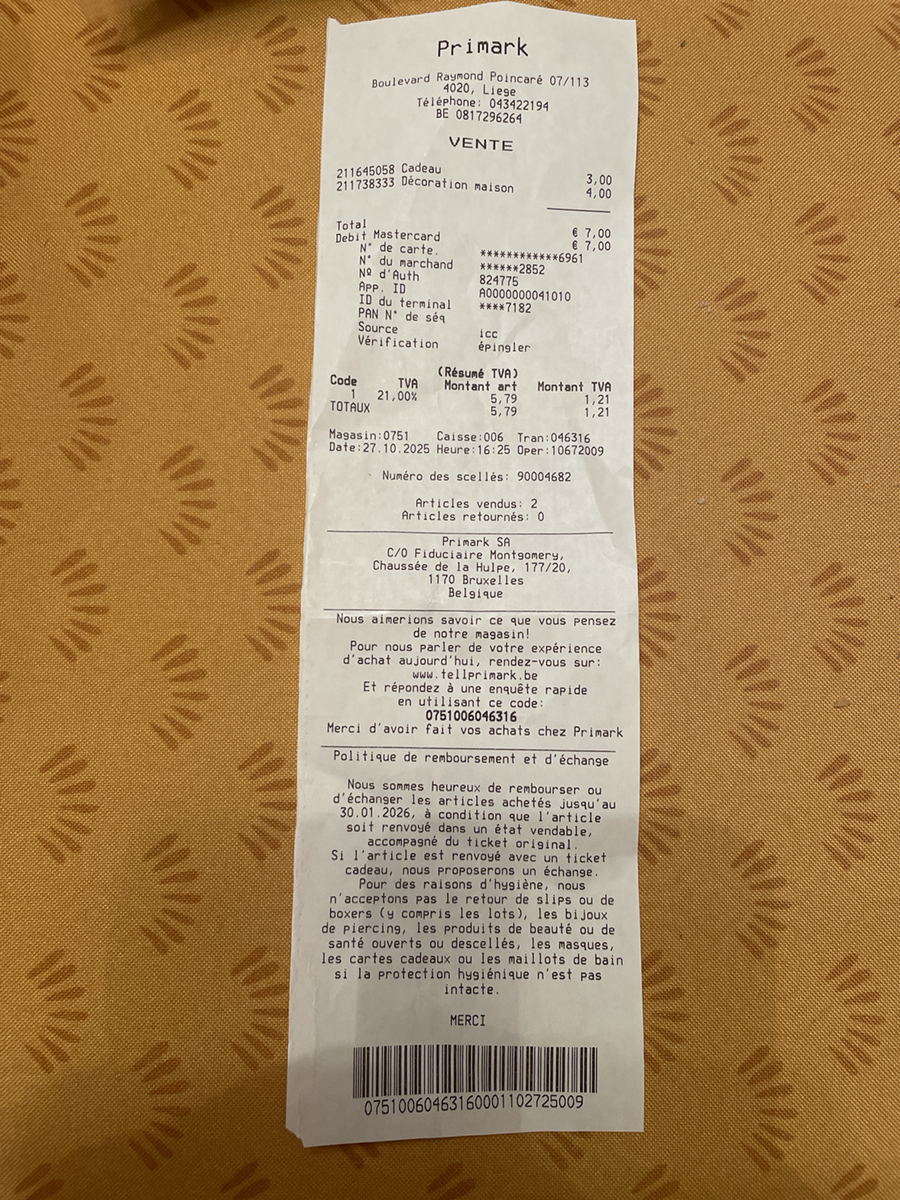 Primark
Boulevard Raymond Poincaré 07/113
4020, Liege
Téléphone: 043422194
BE 0817296264
VENTE
211645058 Cadeau 3,00
211738333 Décoration maison 4,00
Total € 7,00
Debit Mastercard € 7,00
N° de carte. ************6961
N° du marchand ******2852
Nº d'Auth 824775
App. ID A0000000041010
ID du terminal ****7182
PAN N° de séq
Source icc
Vérification épingler
(Résumé TVA)
Code TVA Montant art Montant TVA
1 21,00% 5,79 1,21
TOTAUX 5,79 1,21
Magasin:0751 Caisse:006 Tran:046316
Date:27.10.2025 Heure:16:25 Oper:10672009
Numéro des scellés: 90004682
Articles vendus: 2
Articles retournés: 0
Primark SA
C/O Fiduciaire Montgomery,
Chaussée de la Hulpe, 177/20,
1170 Bruxelles
Belgique
Nous aimerions savoir ce que vous pensez
de notre magasin!
Pour nous parler de votre expérience
d'achat aujourd'hui, rendez-vous sur:
www.tellprimark.be
Et répondez à une enquête rapide
en utilisant ce code:
0751006046316
Merci d'avoir fait vos achats chez Primark
Politique de remboursement et d'échange
Nous sommes heureux de rembourser ou
d'échanger les articles achetés jusqu'au
30.01.2026, à condition que l'article
soit renvoyé dans un état vendable,
accompagné du ticket original.
Si l'article est renvoyé avec un ticket
cadeau, nous proposerons un échange.
Pour des raisons d'hygiène, nous
n'acceptons pas le retour de slips ou de
boxers (y compris les lots), les bijoux
de piercing, les produits de beauté ou de
santé ouverts ou descellés, les masques,
les cartes cadeaux ou les maillots de bain
si la protection hygiénique n'est pas
intacte.
MERCI
07510060463160001102725009